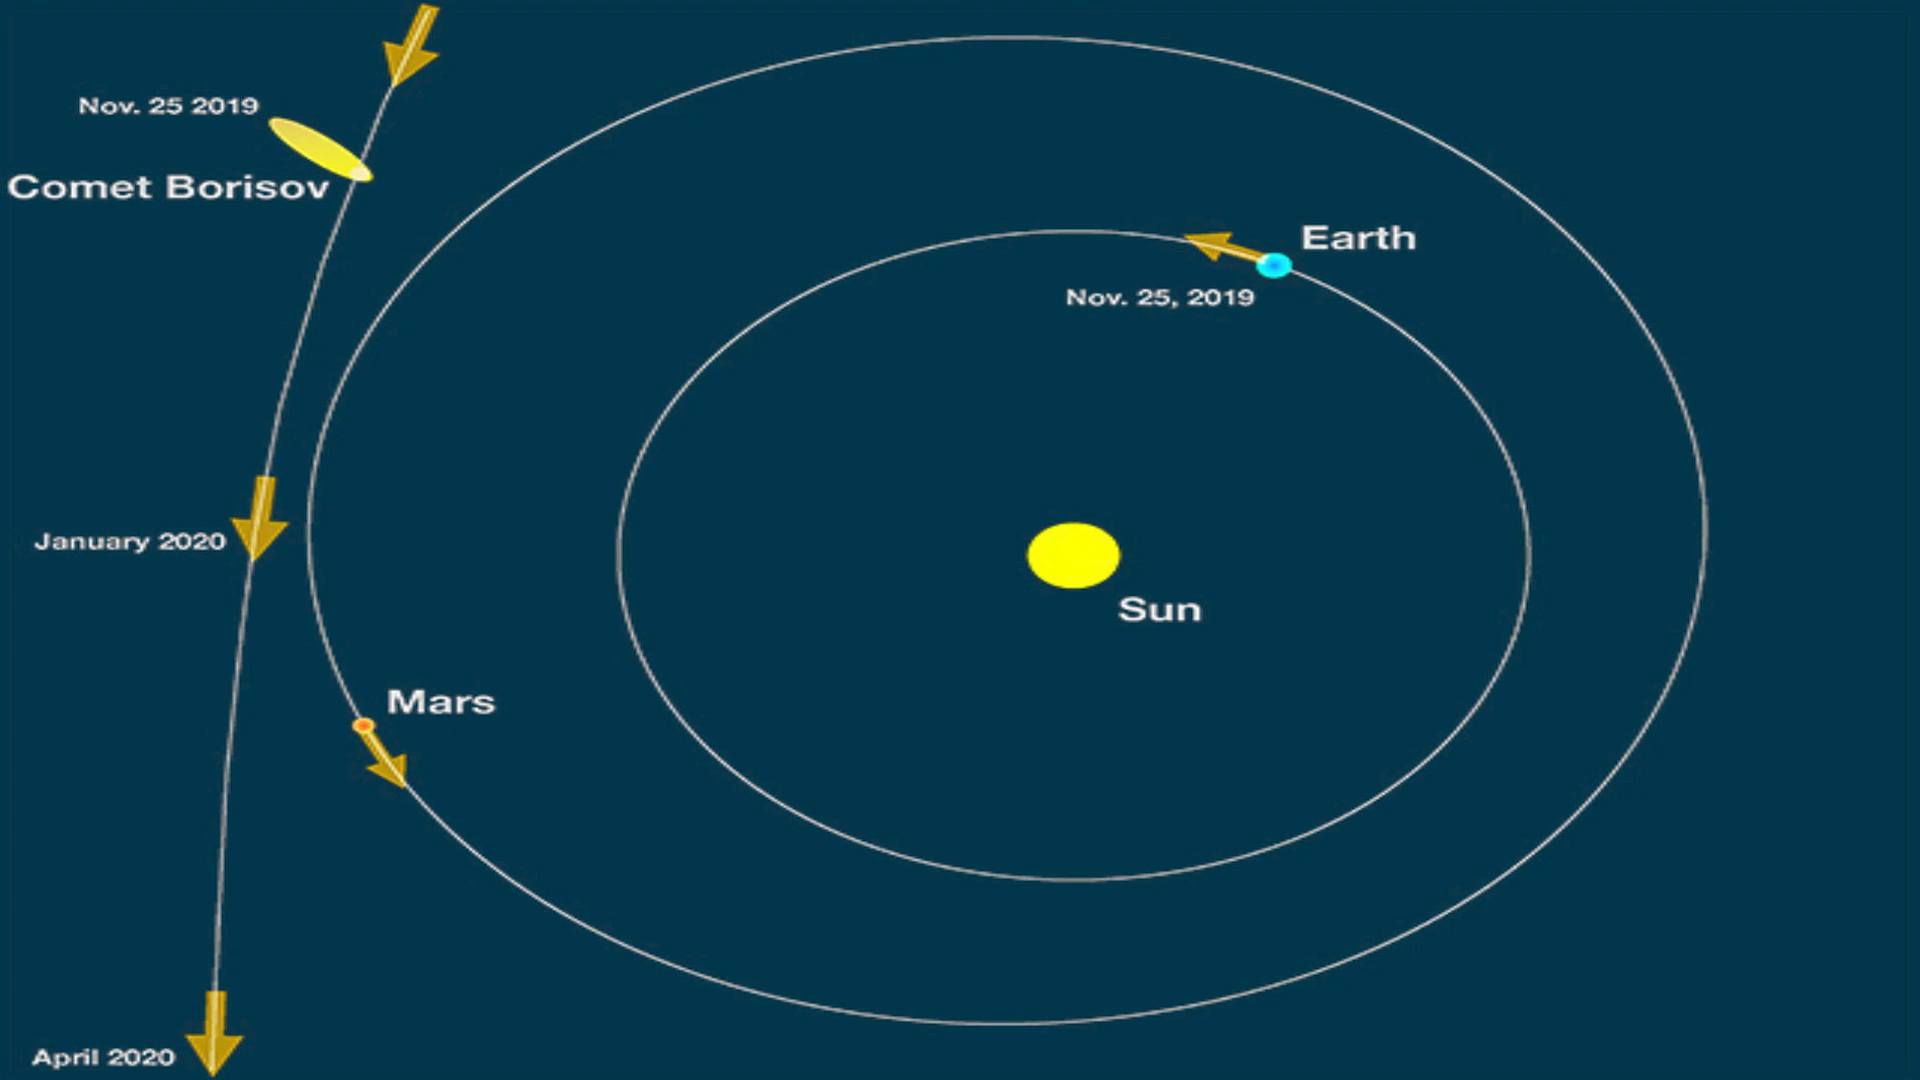 Nov. 25 2019
Comet Borisov
Earth
Nov. 25, 2019
January 2020
Sun
Mars
April 2020